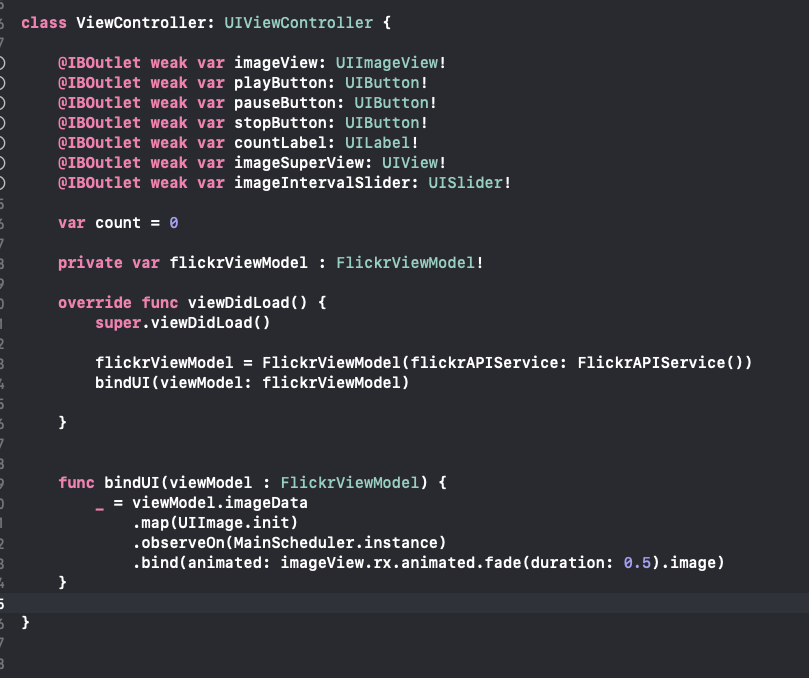 class ViewController: UIViewController {
@IBOutlet weak var imageView: UIImageView!
@IBOutlet weak var playButton: UIButton!
@IBOutlet weak var pauseButton: UIButton!
@IBOutlet weak var stopButton: UIButton!
@IBOutlet weak var countLabel: UILabel!
@IBOutlet weak var imageSuperView: UIView!
@IBOutlet weak var imageIntervalSlider: UISlider!
var count = 0
private var flickrViewModel : FlickrViewModel!
override func viewDidLoad() {
super.viewDidLoad()
flickrViewModel = FlickrViewModel(flickrAPIService: FlickrAPIService())
bindUI(viewModel: flickrViewModel)
}
func bindUI(viewModel : FlickrViewModel) {
_ = viewModel.imageData
.map(UIImage.init)
.observeOn(MainScheduler.instance)
.bind(animated: imageView.rx.animated.fade(duration: 0.5).image)
}
}